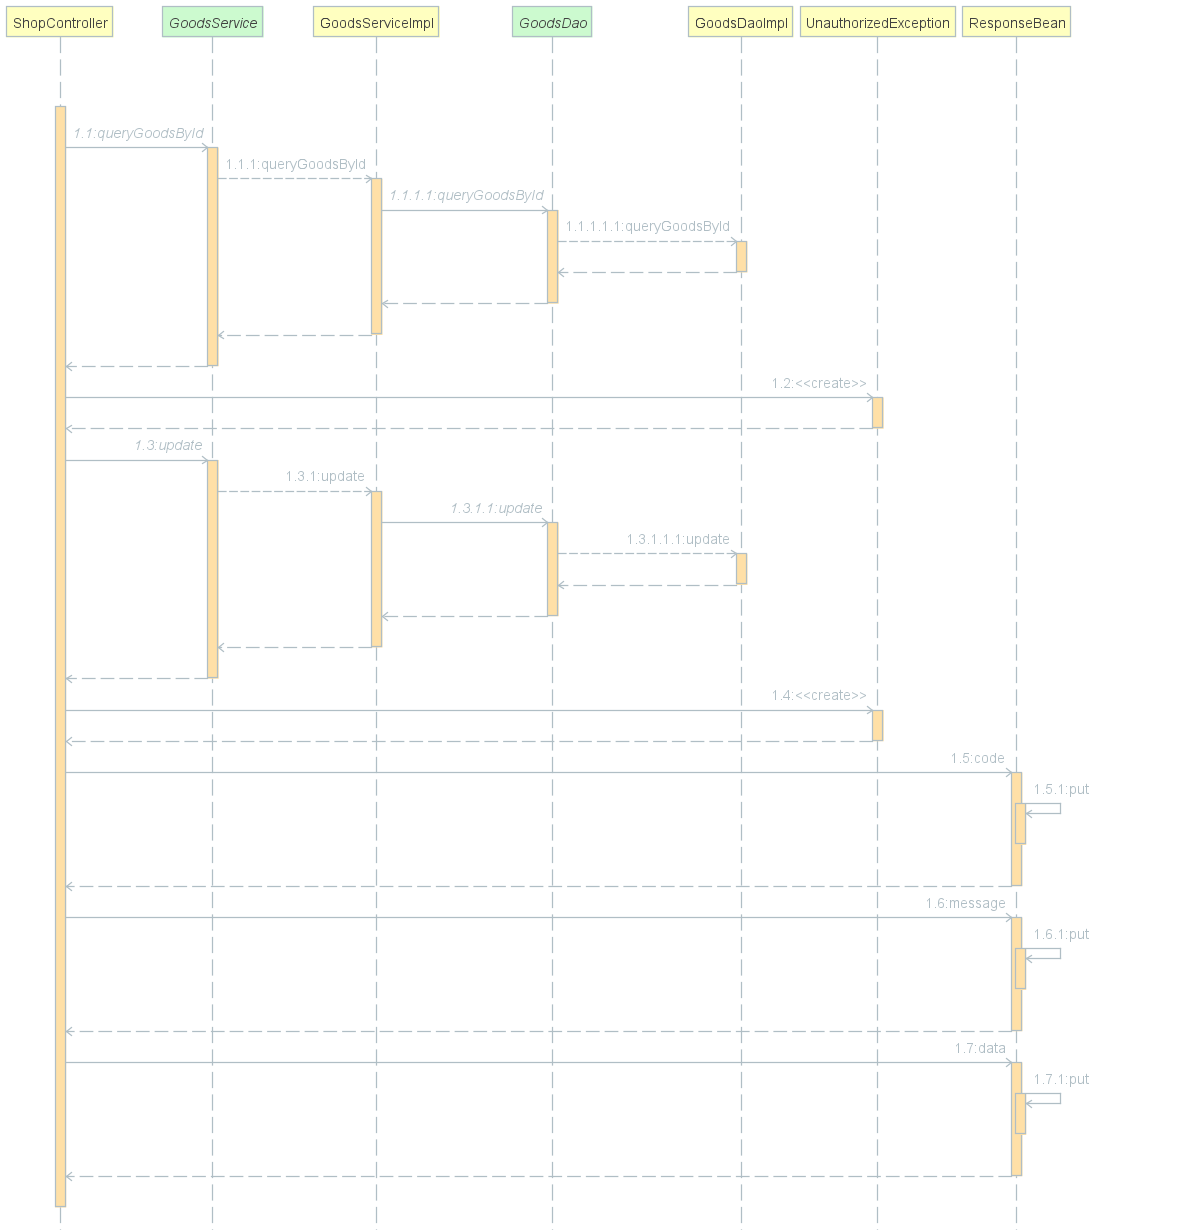 ShopController
GoodsService
GoodsServiceImpl
GoodsDao
GoodsDaoImpl
UnauthorizedException
ResponseBean
1.1:queryGoodsById
1.1.1:queryGoodsById
1.1.1.1:queryGoodsById
1.1.1.1.1:queryGoodsById
1.2:<<create>>
1.3:update
1.3.1:update
1.3.1.1:update
1.3.1.1.1:update
1.4:<<create>>
1.5:code
1.5.1:put
1.6:message
1.6.1:put
1.7:data
1.7.1:put